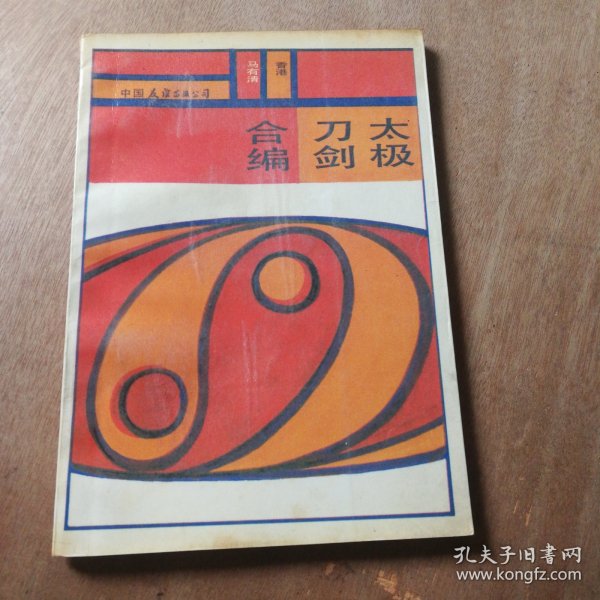 香港
马有清
中国友谊出版公司
太极
刀剑
合编
孔夫子旧书网
www.kongfz.com